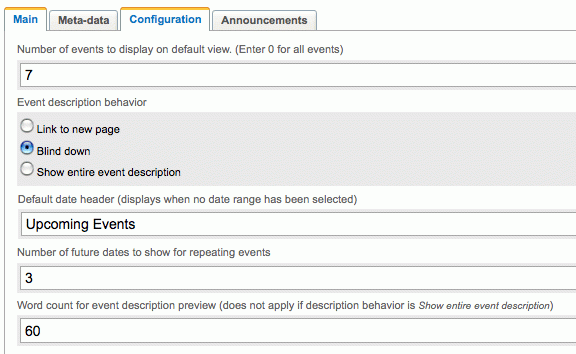 Main Meta-data Configuration Announcements
Number of events to display on default view. (Enter 0 for all events)
7
Event description behavior
Link to new page
Blind down
Show entire event description
Default date header (displays when no date range has been selected)
Upcoming Events
Number of future dates to show for repeating events
3
Word count for event description preview (does not apply if description behavior is Show entire event description)
60